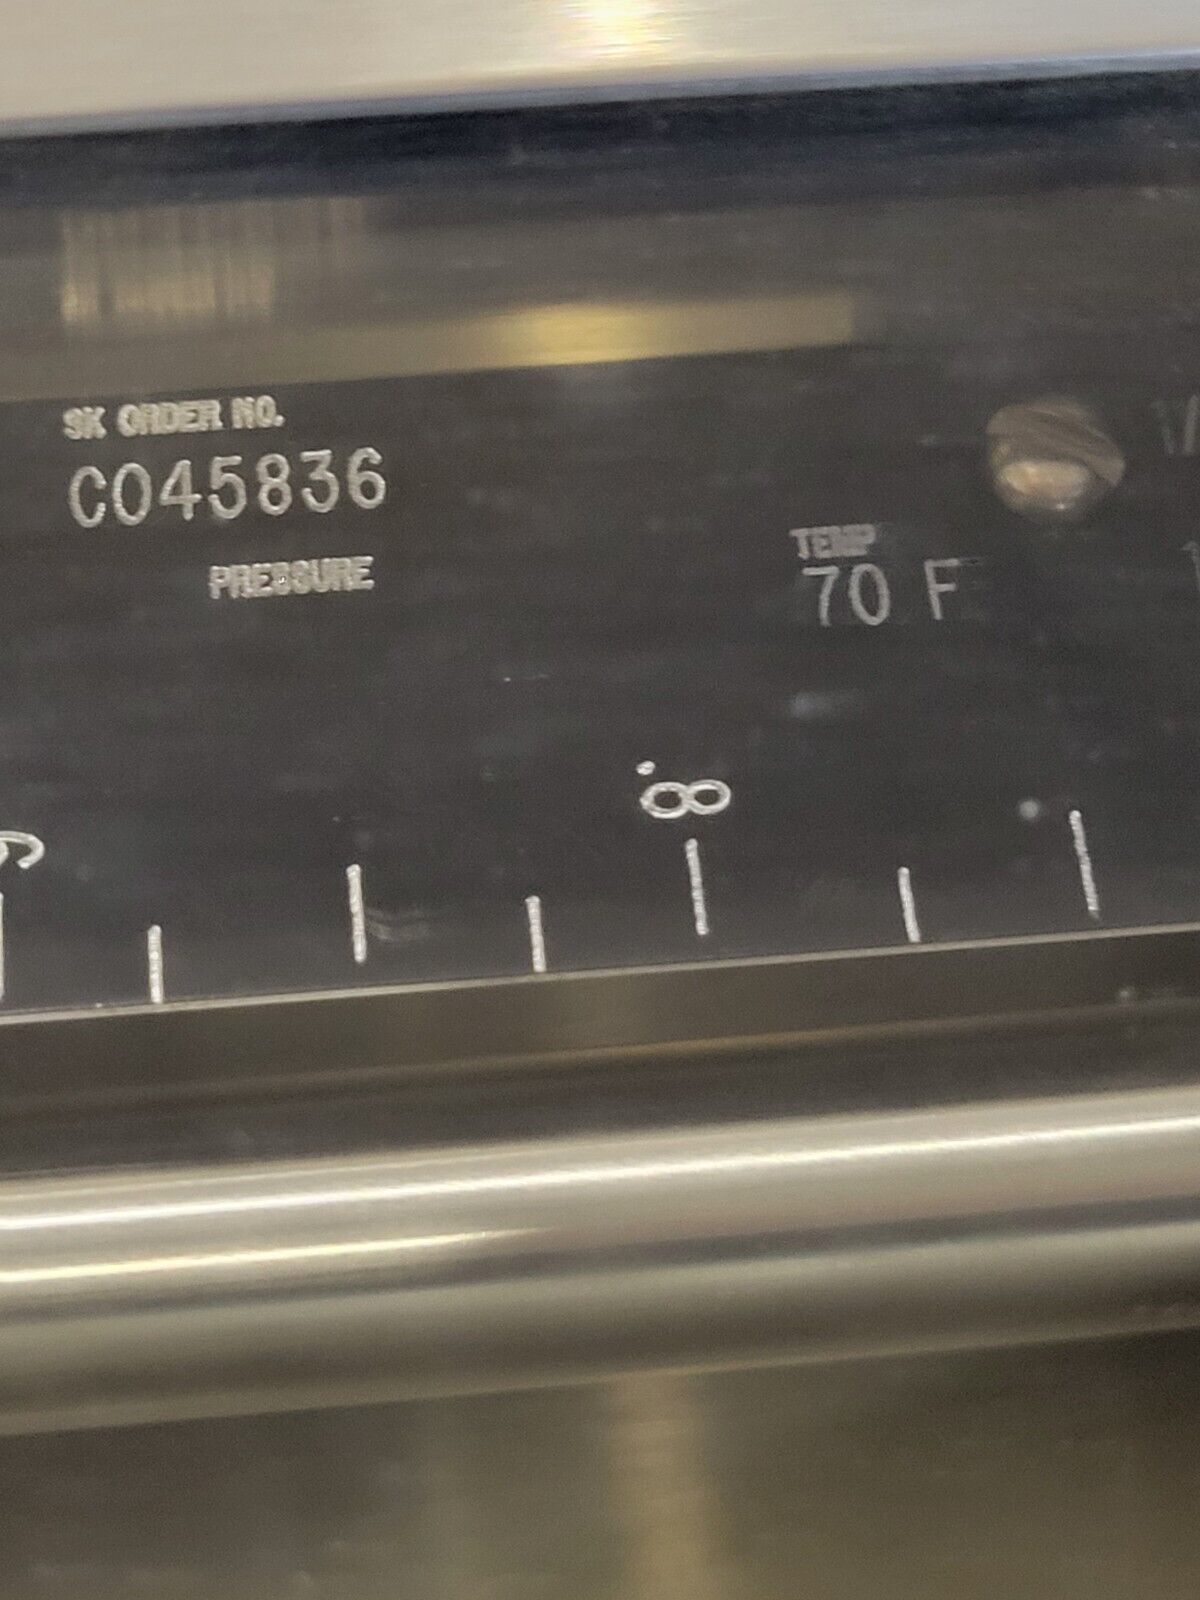 SK ORDER NO.
C045836
PRESSURE
TEMP
70 F
.8